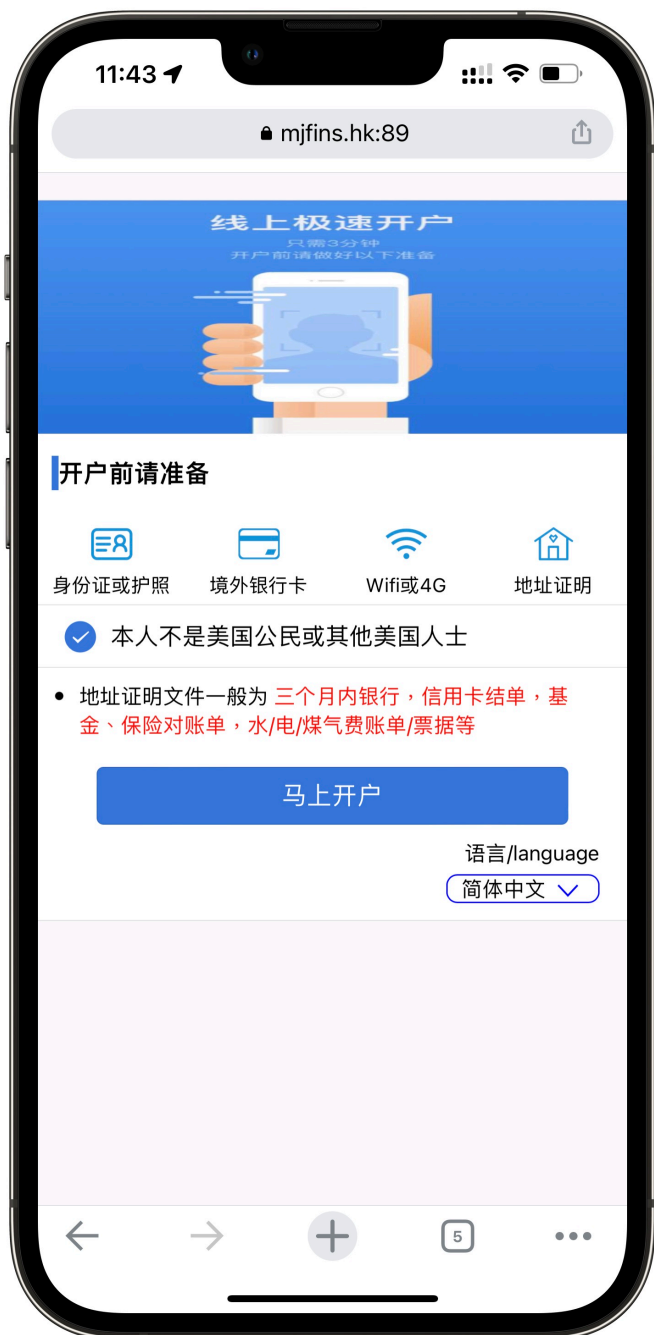 11:43
mjfins.hk:89
线上极速开户
只需3分钟
开户前请做好以下准备
开户前请准备
身份证或护照
境外银行卡
Wifi或4G
地址证明
本人不是美国公民或其他美国人士
• 地址证明文件一般为 三个月内银行，信用卡结单，基
金、保险对账单，水/电/煤气费账单/票据等
马上开户
语言/language
简体中文
5